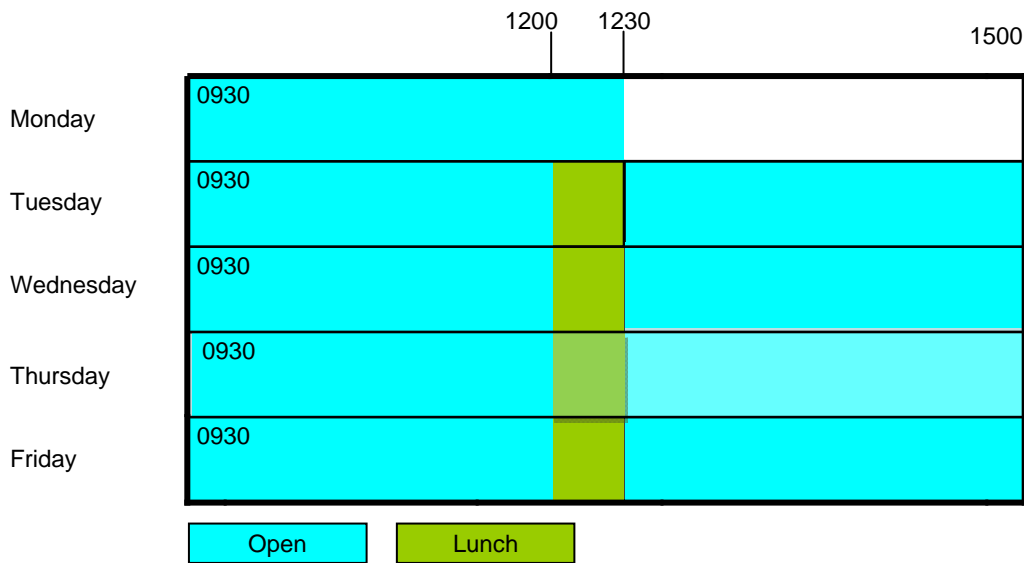 1200 1230 1500
Monday 0930
Tuesday 0930
Wednesday 0930
Thursday 0930
Friday 0930
Open Lunch